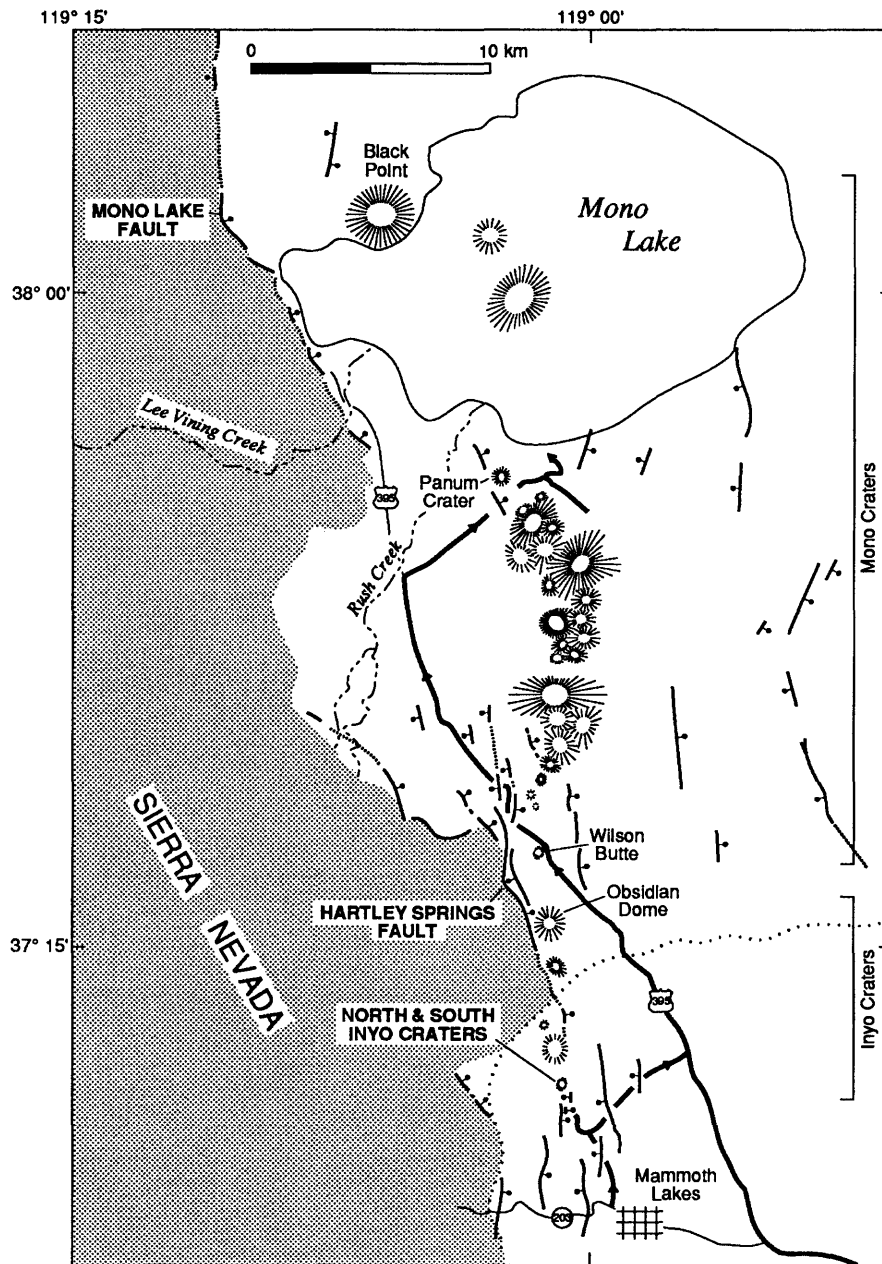 119° 15'
119° 00'
0 10 km
Black
Point
Mono
Lake
MONO LAKE
FAULT
38° 00'
Lee Vining Creek
395
Panum
Crater
Rush Creek
Mono Craters
SIERRA NEVADA
Wilson
Butte
Obsidian
Dome
HARTLEY SPRINGS
FAULT
37° 15'
395
NORTH & SOUTH
INYO CRATERS
Inyo Craters
Mammoth
Lakes
203